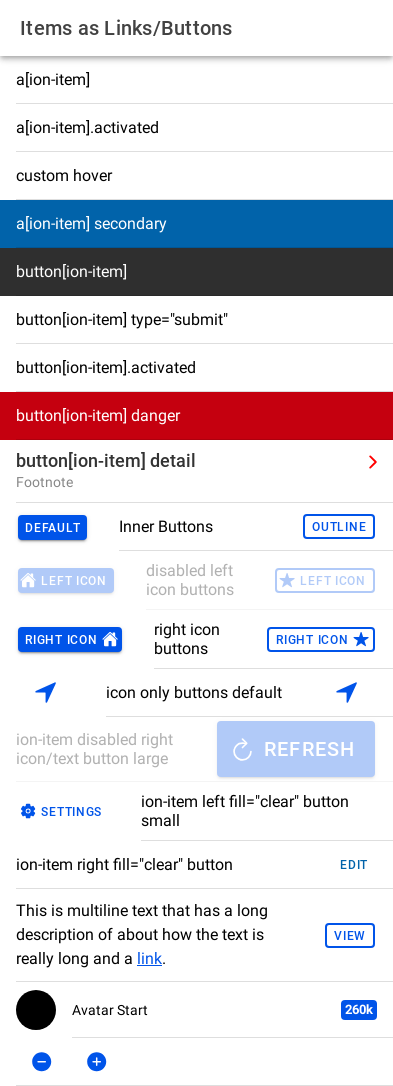 Items as Links/Buttons
a[ion-item]
a[ion-item].activated
custom hover
a[ion-item] secondary
button[ion-item]
button[ion-item] type="submit"
button[ion-item].activated
button[ion-item] danger
button[ion-item] detail
Footnote
DEFAULT Inner Buttons OUTLINE
LEFT ICON disabled left icon buttons LEFT ICON
RIGHT ICON right icon buttons RIGHT ICON
icon only buttons default
ion-item disabled right
icon/text button large
REFRESH
SETTINGS
ion-item left fill="clear" button
small
ion-item right fill="clear" button EDIT
This is multiline text that has a long
description of about how the text is
really long and a link.
VIEW
Avatar Start 260k